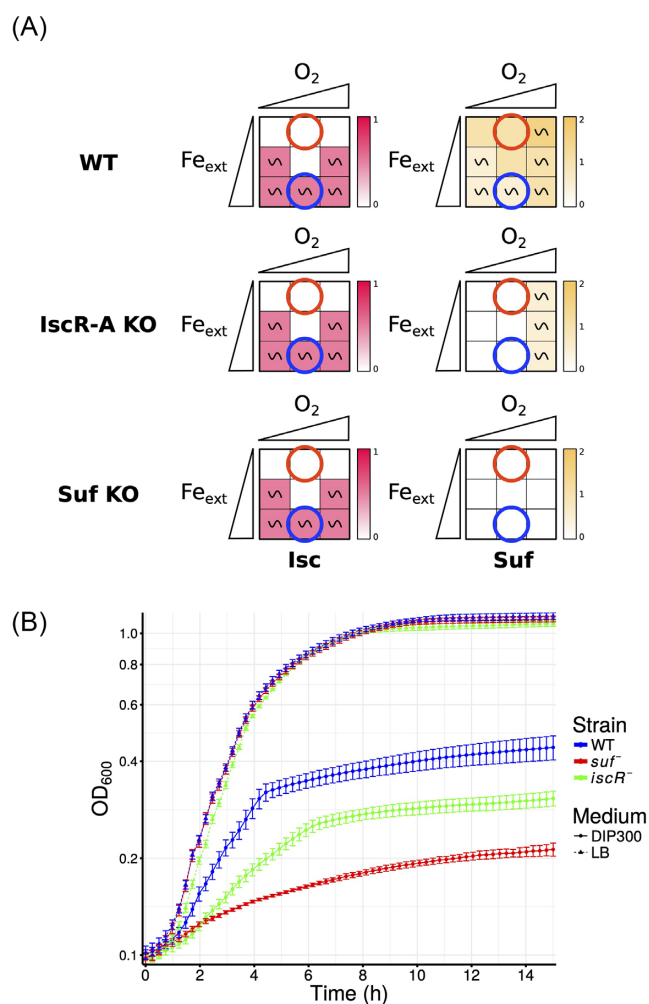 (A)
O2 O2
1 2
WT Feext Feext
0 0
O2 O2
1 2
IscR-A KO Feext Feext
0 0
O2 O2
1 2
Suf KO Feext Feext
0 0
Isc Suf
(B)
1.0
0.8
0.6
0.4
0.2
0.1
OD600
0 2 4 6 8 10 12 14
Time (h)
Strain
WT
suf−
iscR−
Medium
DIP300
LB